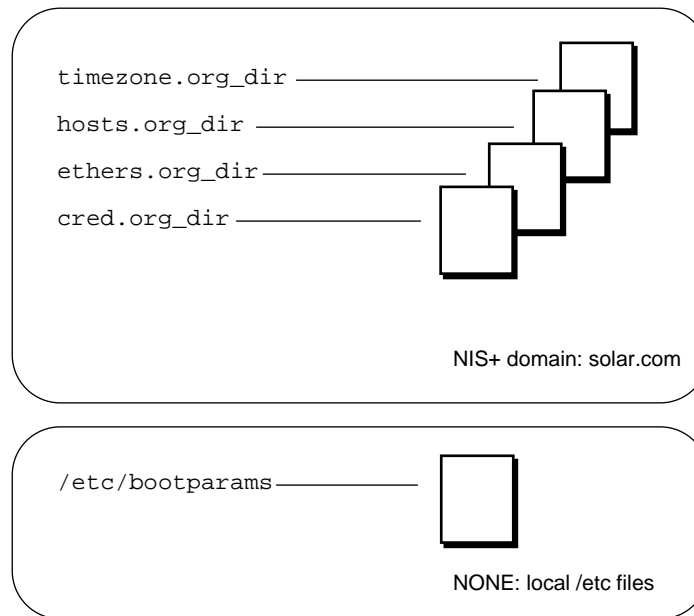 timezone.org_dir
hosts.org_dir
ethers.org_dir
cred.org_dir
NIS+ domain: solar.com
/etc/bootparams
NONE: local /etc files